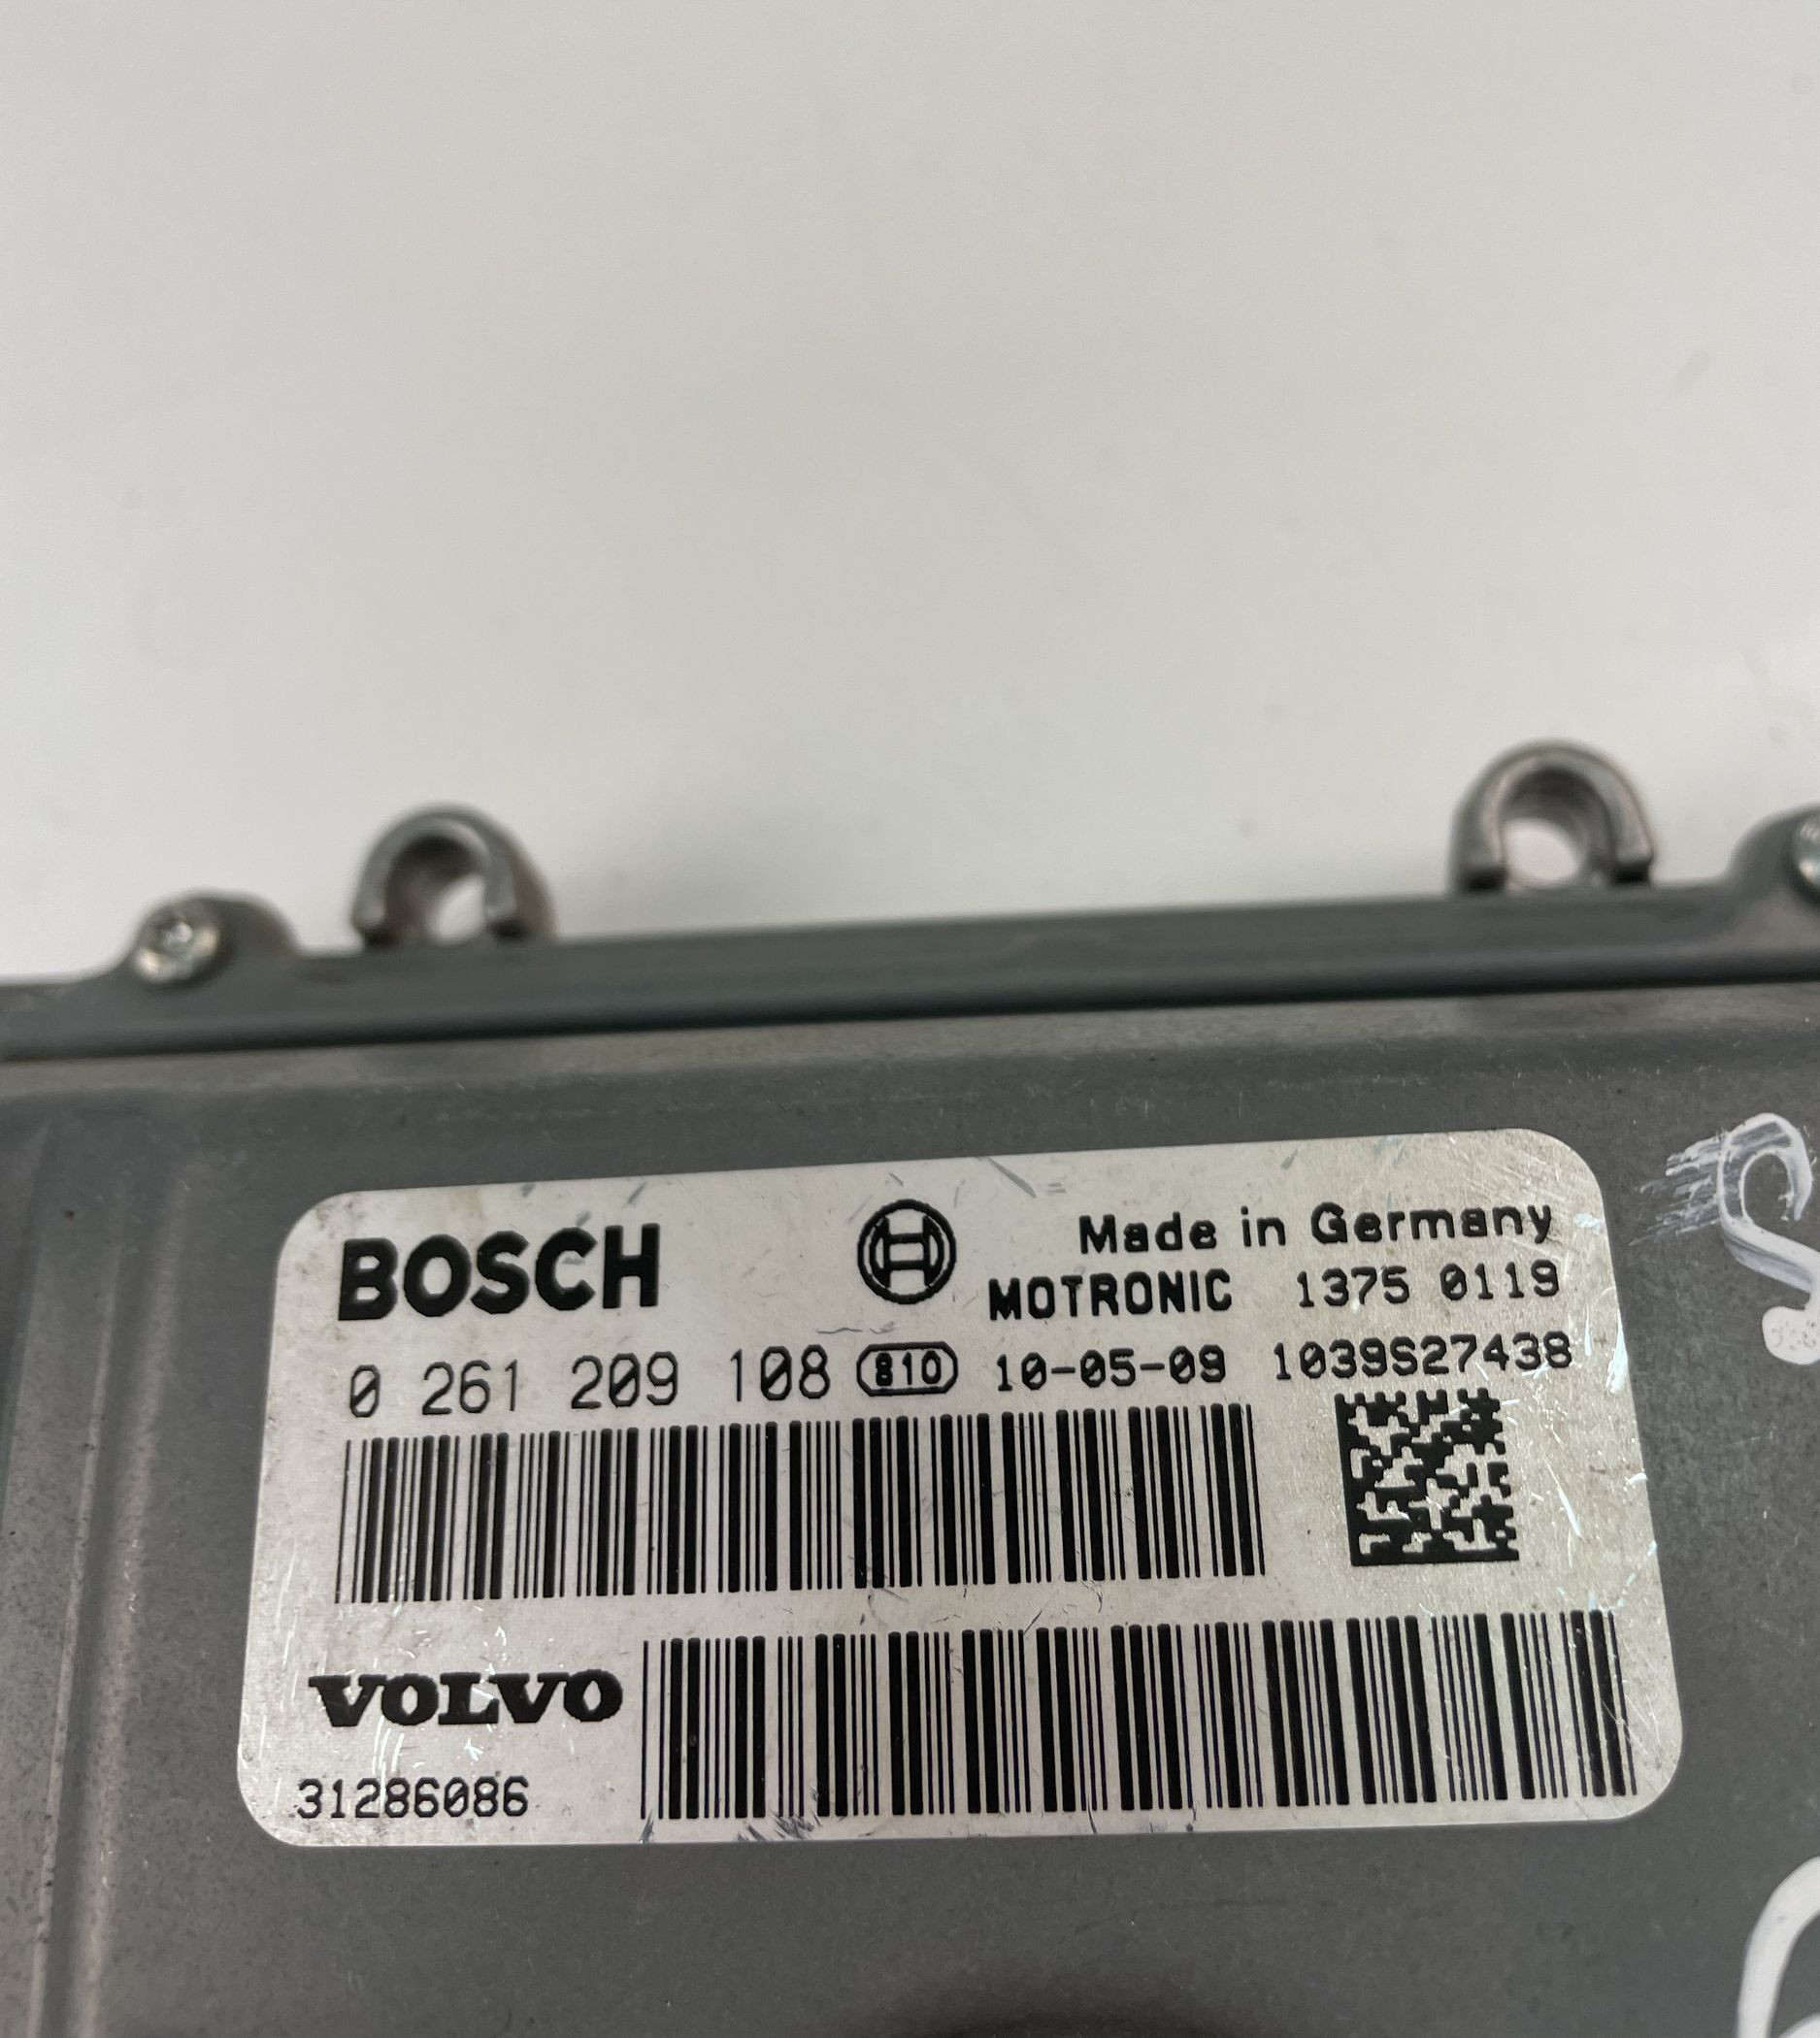 BOSCH Made in Germany
MOTRONIC 1375 0119
0 261 209 108 810 10-05-09 1039S27438
VOLVO
31286086